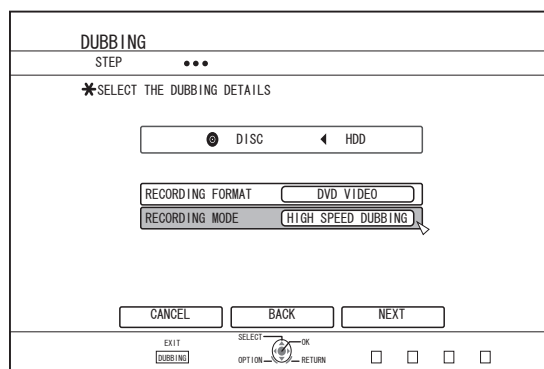 DUBBING
STEP
SELECT THE DUBBING DETAILS
DISC HDD
RECORDING FORMAT DVD VIDEO
RECORDING MODE HIGH SPEED DUBBING
CANCEL BACK NEXT
EXIT SELECT OK
DUBBING OPTION RETURN